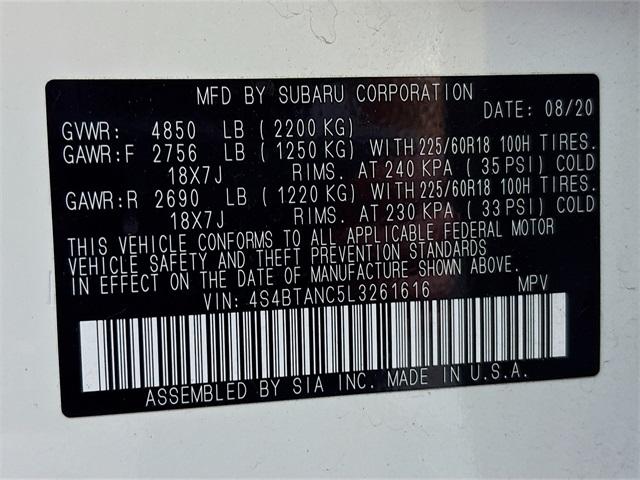 MFD BY SUBARU CORPORATION
DATE: 08/20
GVWR: 4850 LB (2200 KG)
GAWR:F 2756 LB (1250 KG) WITH 225/60R18 100H TIRES.
18X7J RIMS. AT 240 KPA (35 PSI) COLD
GAWR:R 2690 LB (1220 KG) WITH 225/60R18 100H TIRES.
18X7J RIMS. AT 230 KPA (33 PSI) COLD
THIS VEHICLE CONFORMS TO ALL APPLICABLE FEDERAL MOTOR
VEHICLE SAFETY AND THEFT PREVENTION STANDARDS
IN EFFECT ON THE DATE OF MANUFACTURE SHOWN ABOVE.
VIN: 4S4BTANC5L3261616 MPV
ASSEMBLED BY SIA INC. MADE IN U.S.A.